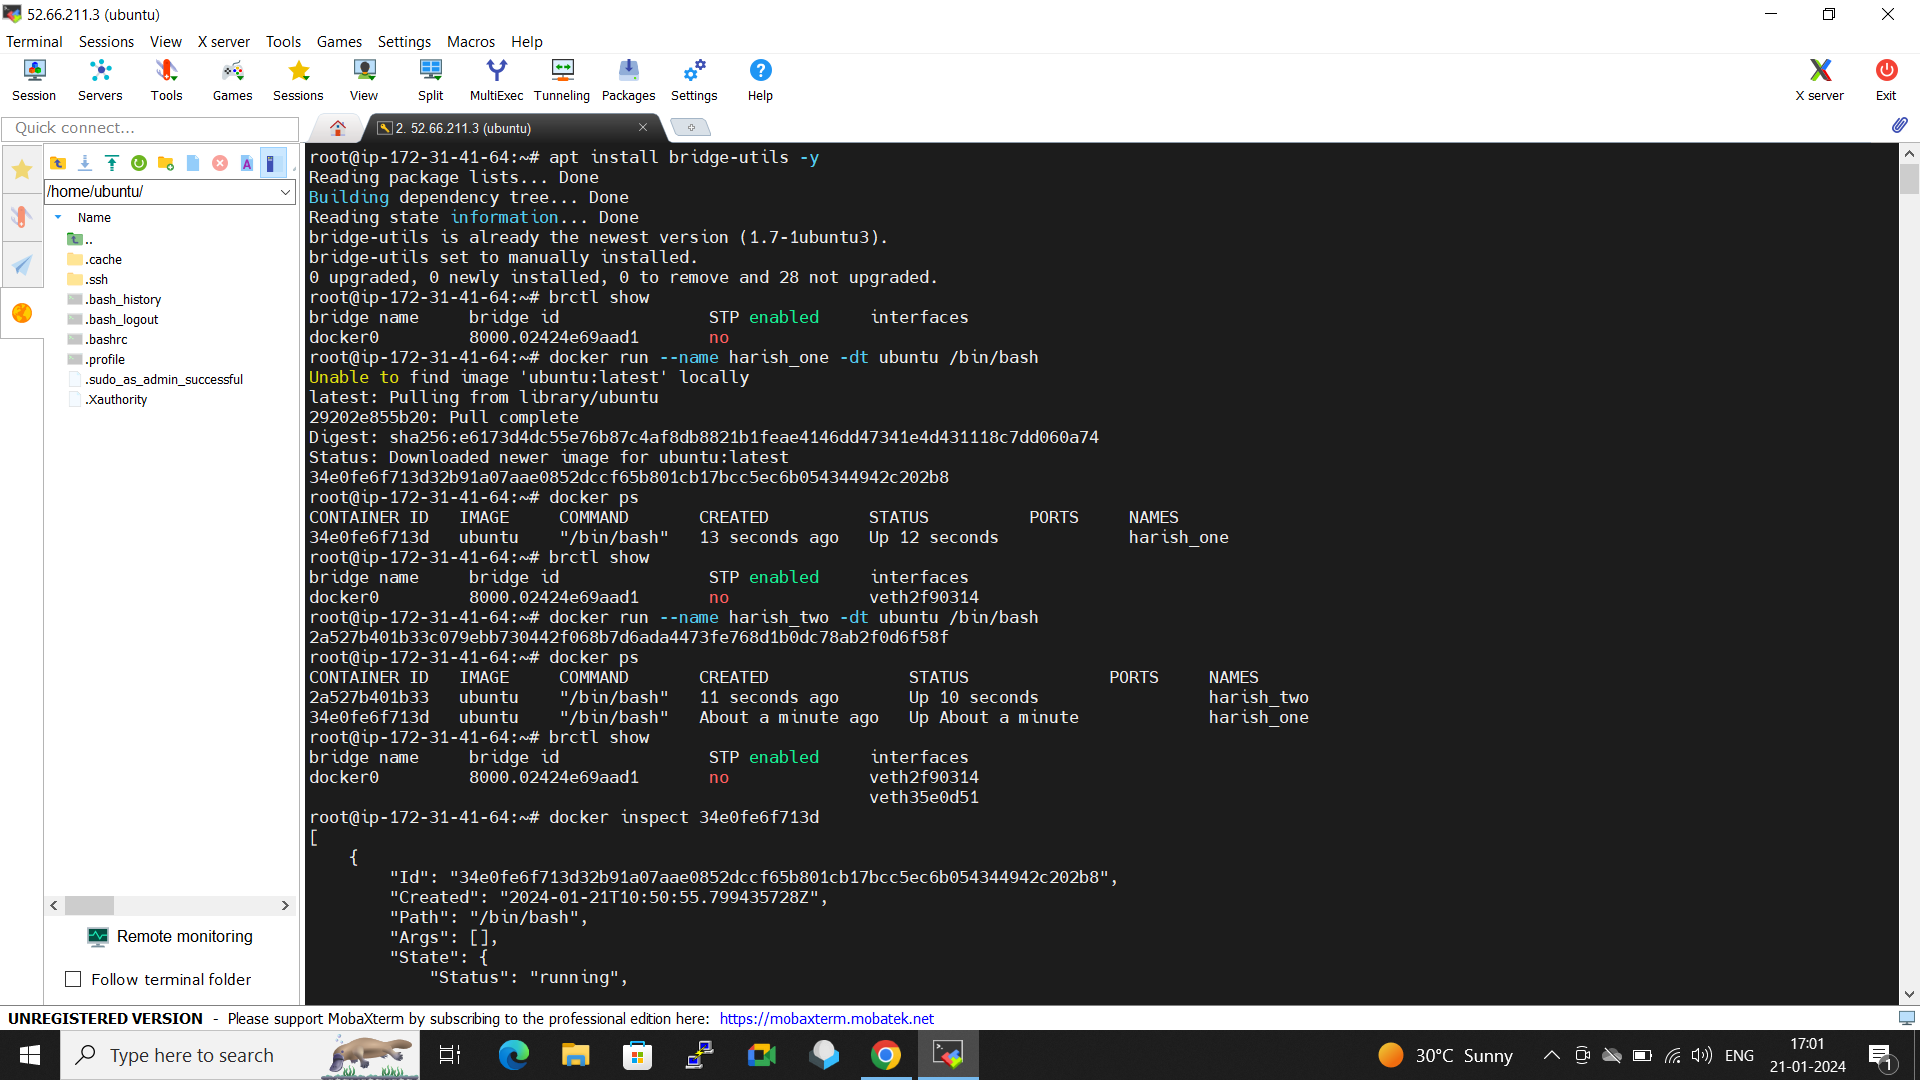 52.66.211.3 (ubuntu)
Terminal Sessions View X server Tools Games Settings Macros Help
Session Servers Tools Games Sessions View Split MultiExec Tunneling Packages Settings Help X server Exit
Quick connect...
2. 52.66.211.3 (ubuntu)
/home/ubuntu/
Name
..
.cache
.ssh
.bash_history
.bash_logout
.bashrc
.profile
.sudo_as_admin_successful
.Xauthority
Remote monitoring
Follow terminal folder
root@ip-172-31-41-64:~# apt install bridge-utils -y
Reading package lists... Done
Building dependency tree... Done
Reading state information... Done
bridge-utils is already the newest version (1.7-1ubuntu3).
bridge-utils set to manually installed.
0 upgraded, 0 newly installed, 0 to remove and 28 not upgraded.
root@ip-172-31-41-64:~# brctl show
bridge name bridge id STP enabled interfaces
docker0 8000.02424e69aad1 no
root@ip-172-31-41-64:~# docker run --name harish_one -dt ubuntu /bin/bash
Unable to find image 'ubuntu:latest' locally
latest: Pulling from library/ubuntu
29202e855b20: Pull complete
Digest: sha256:e6173d4dc55e76b87c4af8db8821b1feae4146dd47341e4d431118c7dd060a74
Status: Downloaded newer image for ubuntu:latest
34e0fe6f713d32b91a07aae0852dccf65b801cb17bcc5ec6b054344942c202b8
root@ip-172-31-41-64:~# docker ps
CONTAINER ID IMAGE COMMAND CREATED STATUS PORTS NAMES
34e0fe6f713d ubuntu "/bin/bash" 13 seconds ago Up 12 seconds harish_one
root@ip-172-31-41-64:~# brctl show
bridge name bridge id STP enabled interfaces
docker0 8000.02424e69aad1 no veth2f90314
root@ip-172-31-41-64:~# docker run --name harish_two -dt ubuntu /bin/bash
2a527b401b33c079ebb730442f068b7d6ada4473fe768d1b0dc78ab2f0d6f58f
root@ip-172-31-41-64:~# docker ps
CONTAINER ID IMAGE COMMAND CREATED STATUS PORTS NAMES
2a527b401b33 ubuntu "/bin/bash" 11 seconds ago Up 10 seconds harish_two
34e0fe6f713d ubuntu "/bin/bash" About a minute ago Up About a minute harish_one
root@ip-172-31-41-64:~# brctl show
bridge name bridge id STP enabled interfaces
docker0 8000.02424e69aad1 no veth2f90314
veth35e0d51
root@ip-172-31-41-64:~# docker inspect 34e0fe6f713d
[
{
"Id": "34e0fe6f713d32b91a07aae0852dccf65b801cb17bcc5ec6b054344942c202b8",
"Created": "2024-01-21T10:50:55.799435728Z",
"Path": "/bin/bash",
"Args": [],
"State": {
"Status": "running",
UNREGISTERED VERSION - Please support MobaXterm by subscribing to the professional edition here: https://mobaxterm.mobatek.net
Type here to search
30°C Sunny
ENG
17:01
21-01-2024
1